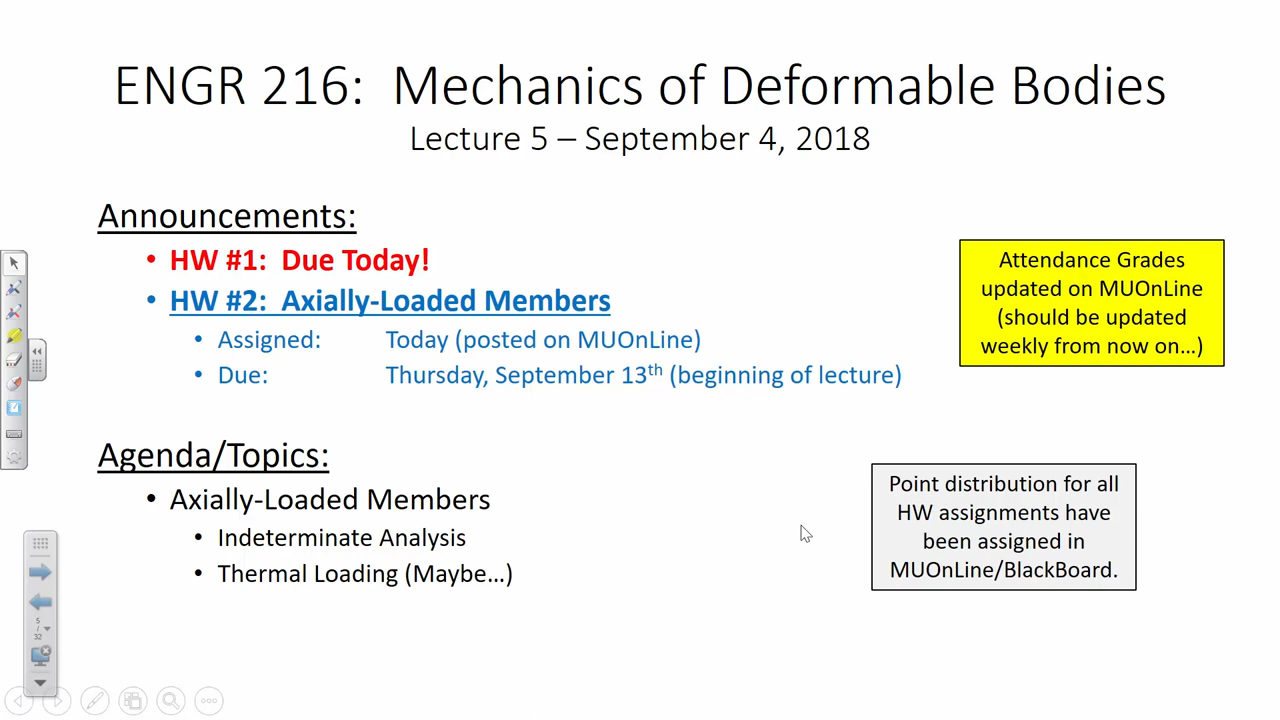 ENGR 216: Mechanics of Deformable Bodies
Lecture 5 – September 4, 2018
Announcements:
• HW #1: Due Today!
• HW #2: Axially-Loaded Members
• Assigned: Today (posted on MUOnLine)
• Due: Thursday, September 13th (beginning of lecture)
Attendance Grades
updated on MUOnLine
(should be updated
weekly from now on…)
Agenda/Topics:
• Axially-Loaded Members
• Indeterminate Analysis
• Thermal Loading (Maybe…)
Point distribution for all
HW assignments have
been assigned in
MUOnLine/BlackBoard.
5
/
32